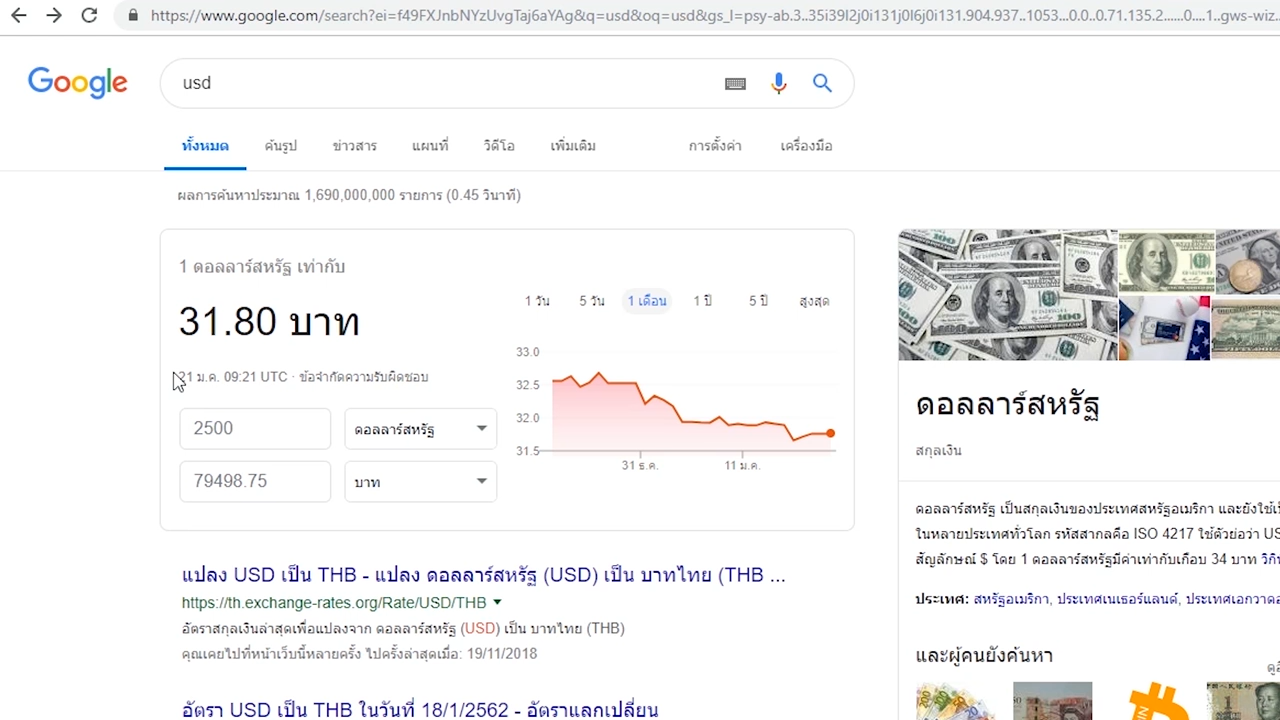 https://www.google.com/search?ei=f49FXJnbNYzUvgTaj6aYAg&q=usd&oq=usd&gs_l=psy-ab.3..35i39l2j0i131j0l6j0i131.904.937..1053...0.0..0.71.135.2......0....1..gws-wiz..
Google
usd
ทั้งหมด ค้นรูป ข่าวสาร แผนที่ วิดีโอ เพิ่มเติม การตั้งค่า เครื่องมือ
ผลการค้นหาประมาณ 1,690,000,000 รายการ (0.45 วินาที)
1 ดอลลาร์สหรัฐ เท่ากับ
31.80 บาท
21 ม.ค. 09:21 UTC · ข้อจำกัดความรับผิดชอบ
2500 ดอลลาร์สหรัฐ
79498.75 บาท
1 วัน 5 วัน 1 เดือน 1 ปี 5 ปี สูงสุด
33.0
32.5
32.0
31.5
31 ธ.ค. 11 ม.ค.
แปลง USD เป็น THB - แปลง ดอลลาร์สหรัฐ (USD) เป็น บาทไทย (THB ...
https://th.exchange-rates.org/Rate/USD/THB
อัตราสกุลเงินล่าสุดเพื่อแปลงจาก ดอลลาร์สหรัฐ (USD) เป็น บาทไทย (THB)
คุณเคยไปที่หน้าเว็บนี้หลายครั้ง ไปครั้งล่าสุดเมื่อ: 19/11/2018
อัตรา USD เป็น THB ในวันที่ 18/1/2562 - อัตราแลกเปลี่ยน
ดอลลาร์สหรัฐ
สกุลเงิน
ดอลลาร์สหรัฐ เป็นสกุลเงินของประเทศสหรัฐอเมริกา และยังใช้เป็
ในหลายประเทศทั่วโลก รหัสสากลคือ ISO 4217 ใช้ตัวย่อว่า US
สัญลักษณ์ $ โดย 1 ดอลลาร์สหรัฐมีค่าเท่ากับเกือบ 34 บาท วิกิ
ประเทศ: สหรัฐอเมริกา, ประเทศเนเธอร์แลนด์, ประเทศเอกวาดอ
และผู้คนยังค้นหา